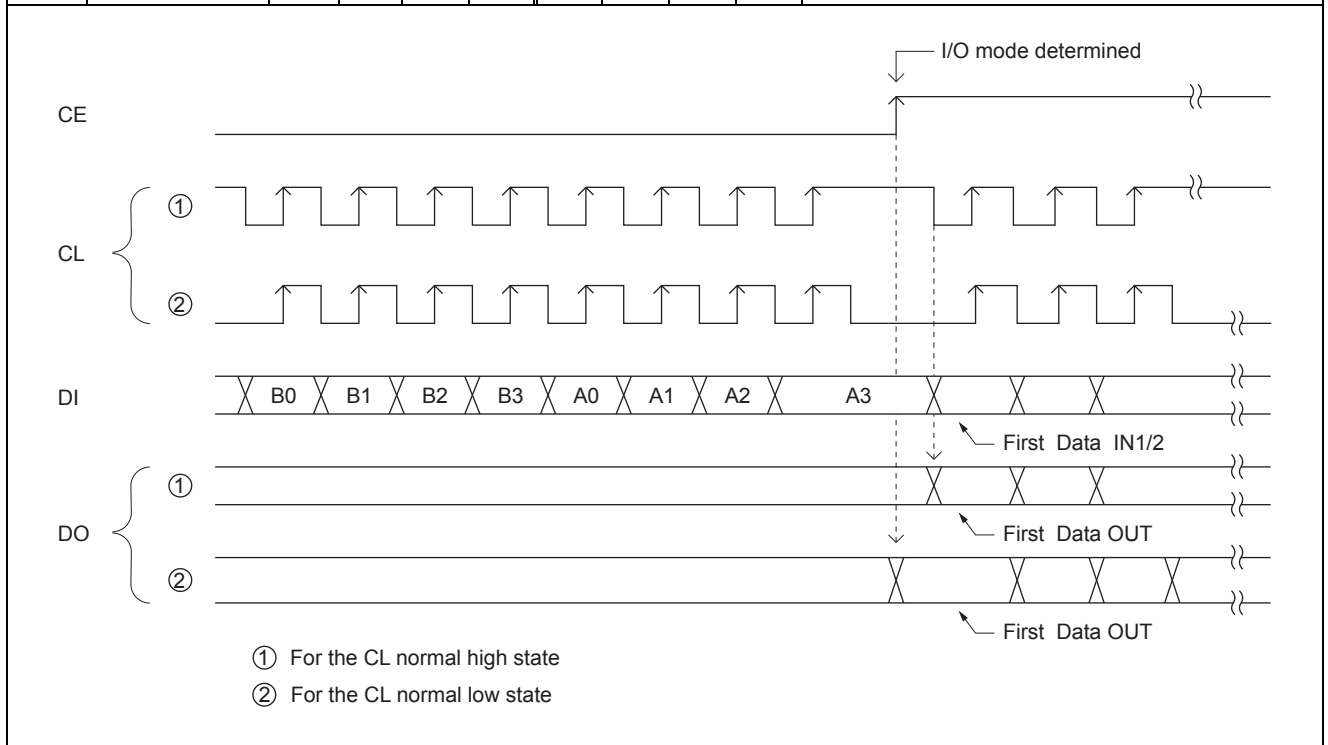 I/O mode determined
CE
CL
①
②
DI
B0 B1 B2 B3 A0 A1 A2 A3
First Data IN1/2
DO
①
First Data OUT
②
First Data OUT
① For the CL normal high state
② For the CL normal low state